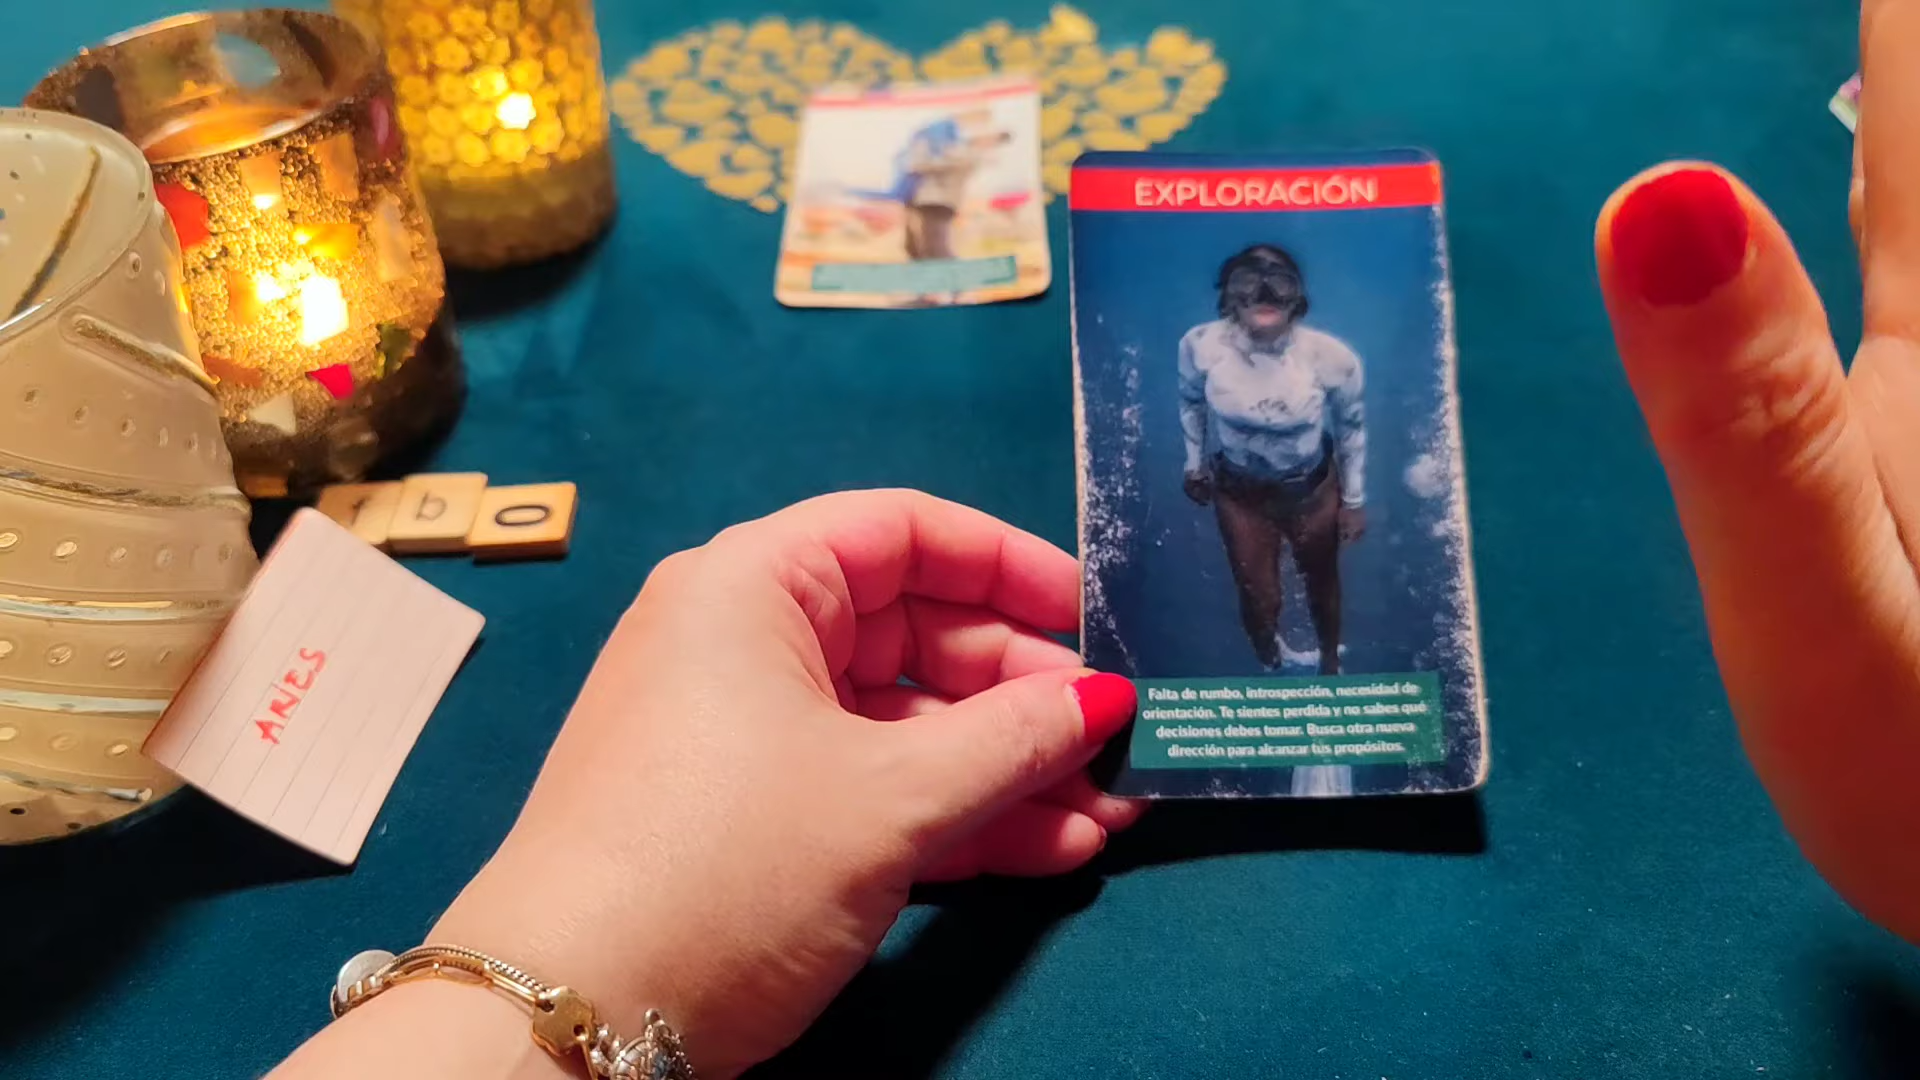 EXPLORACIÓN
Falta de rumbo, introspección, necesidad de
orientación. Te sientes perdida y no sabes qué
decisiones debes tomar. Busca otra nueva
dirección para alcanzar tus propósitos.
f b o
ARIES